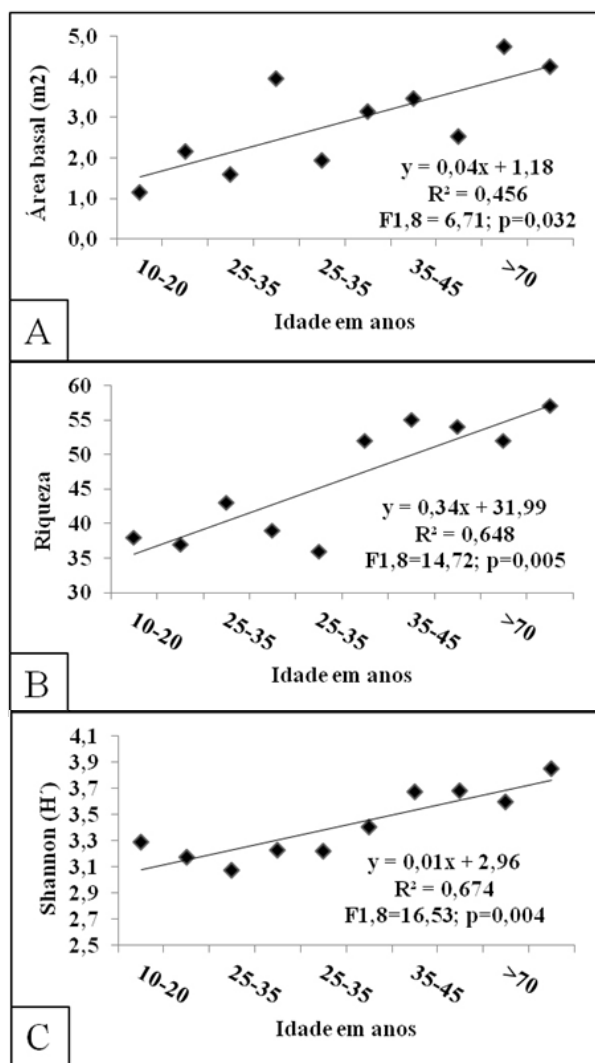 5,0
4,0
3,0
2,0
1,0
0,0
Área basal (m2)
y = 0,04x + 1,18
R² = 0,456
F1,8 = 6,71; p=0,032
10-20 25-35 25-35 35-45 >70
Idade em anos
A
60
55
50
45
40
35
30
Riqueza
y = 0,34x + 31,99
R² = 0,648
F1,8=14,72; p=0,005
10-20 25-35 25-35 35-45 >70
Idade em anos
B
4,1
3,9
3,7
3,5
3,3
3,1
2,9
2,7
2,5
Shannon (H´)
y = 0,01x + 2,96
R² = 0,674
F1,8=16,53; p=0,004
10-20 25-35 25-35 35-45 >70
Idade em anos
C